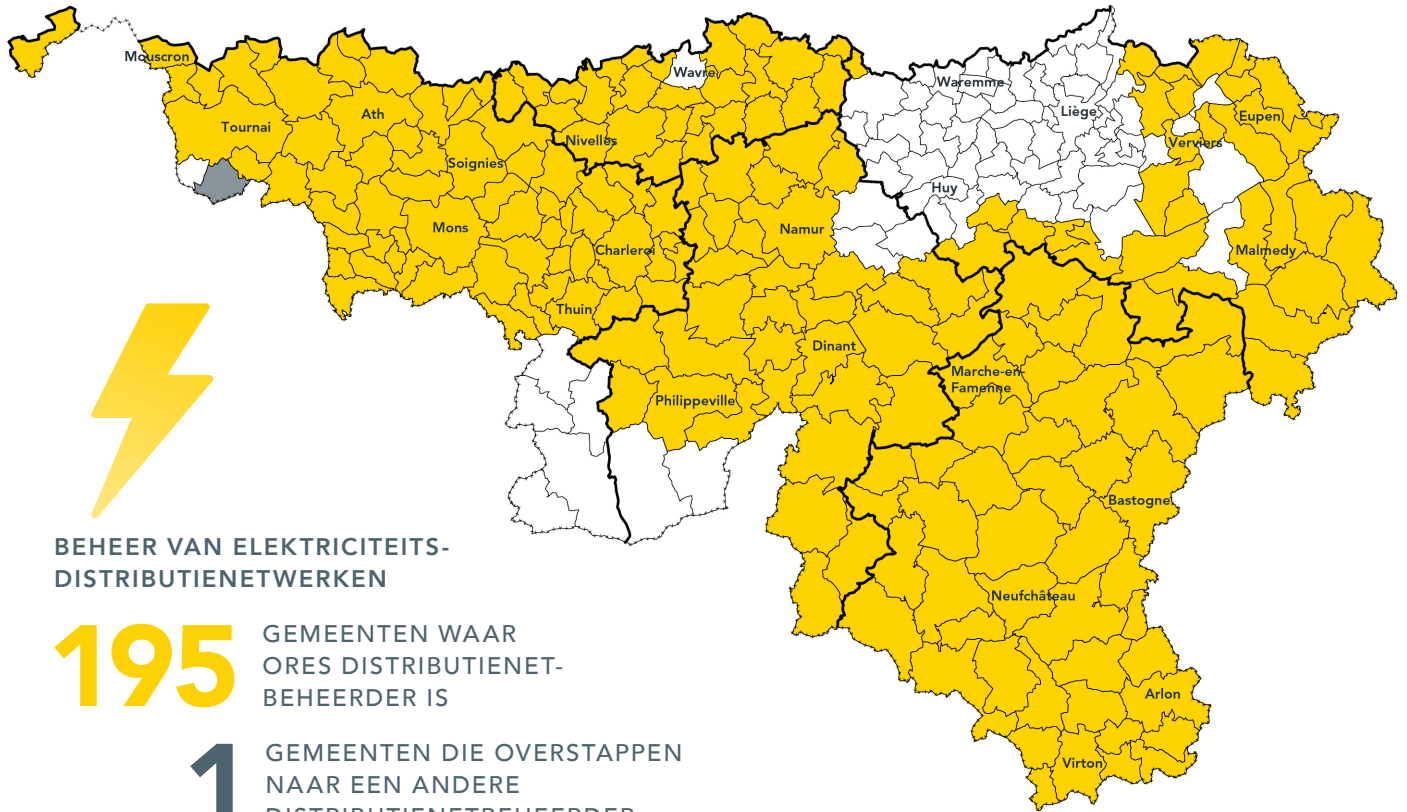 Mouscron
Wavre
Waremme
Liège
Ath
Tournai
Eupen
Nivelles
Verviers
Soignies
Huy
Mons
Namur
Charleroi
Malmedy
Thuin
Dinant
Marche-en-
Famenne
Philippeville
Bastogne
BEHEER VAN ELEKTRICITEITS-
DISTRIBUTIENETWERKEN
Neufchâteau
195
GEMEENTEN WAAR
ORES DISTRIBUTIENET-
BEHEERDER IS
Arlon
1
GEMEENTEN DIE OVERSTAPPEN
NAAR EEN ANDERE
DISTRIBUTIENETBEHEERDER
Virton